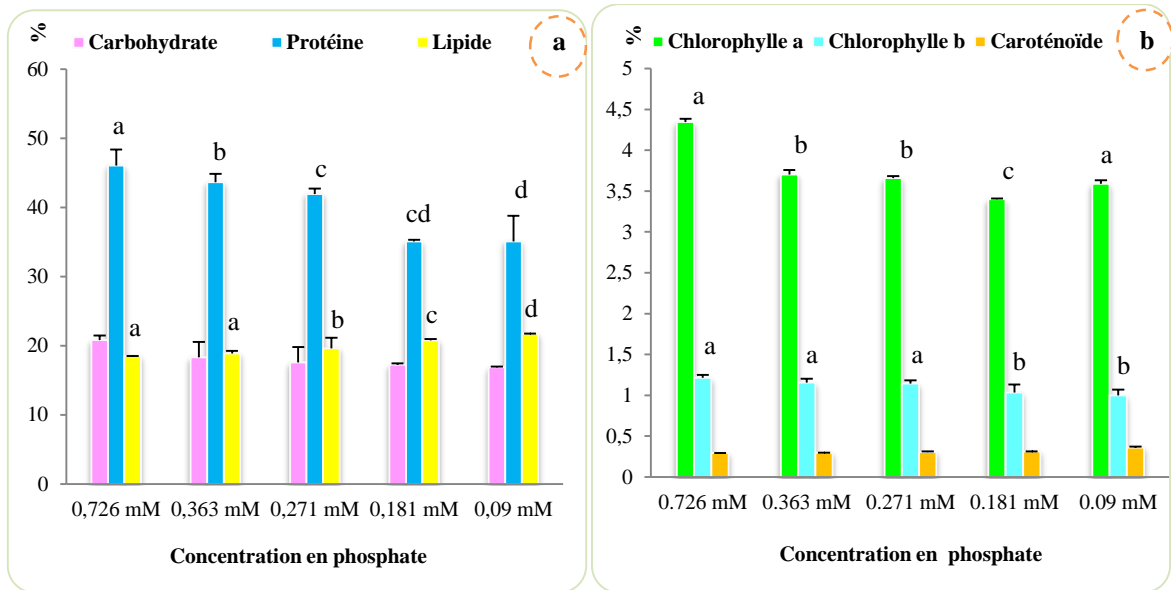 %
Carbohydrate Protéine Lipide
a
60
50
40
30
20
10
0
a b c cd d
a a b c d
0,726 mM 0,363 mM 0,271 mM 0,181 mM 0,09 mM
Concentration en phosphate
%
Chlorophylle a Chlorophylle b Caroténoïde
b
5
4,5
4
3,5
3
2,5
2
1,5
1
0,5
0
a b b c a
a a a b b
0.726 mM 0.363 mM 0.271 mM 0.181 mM 0.09 mM
Concentration en phosphate